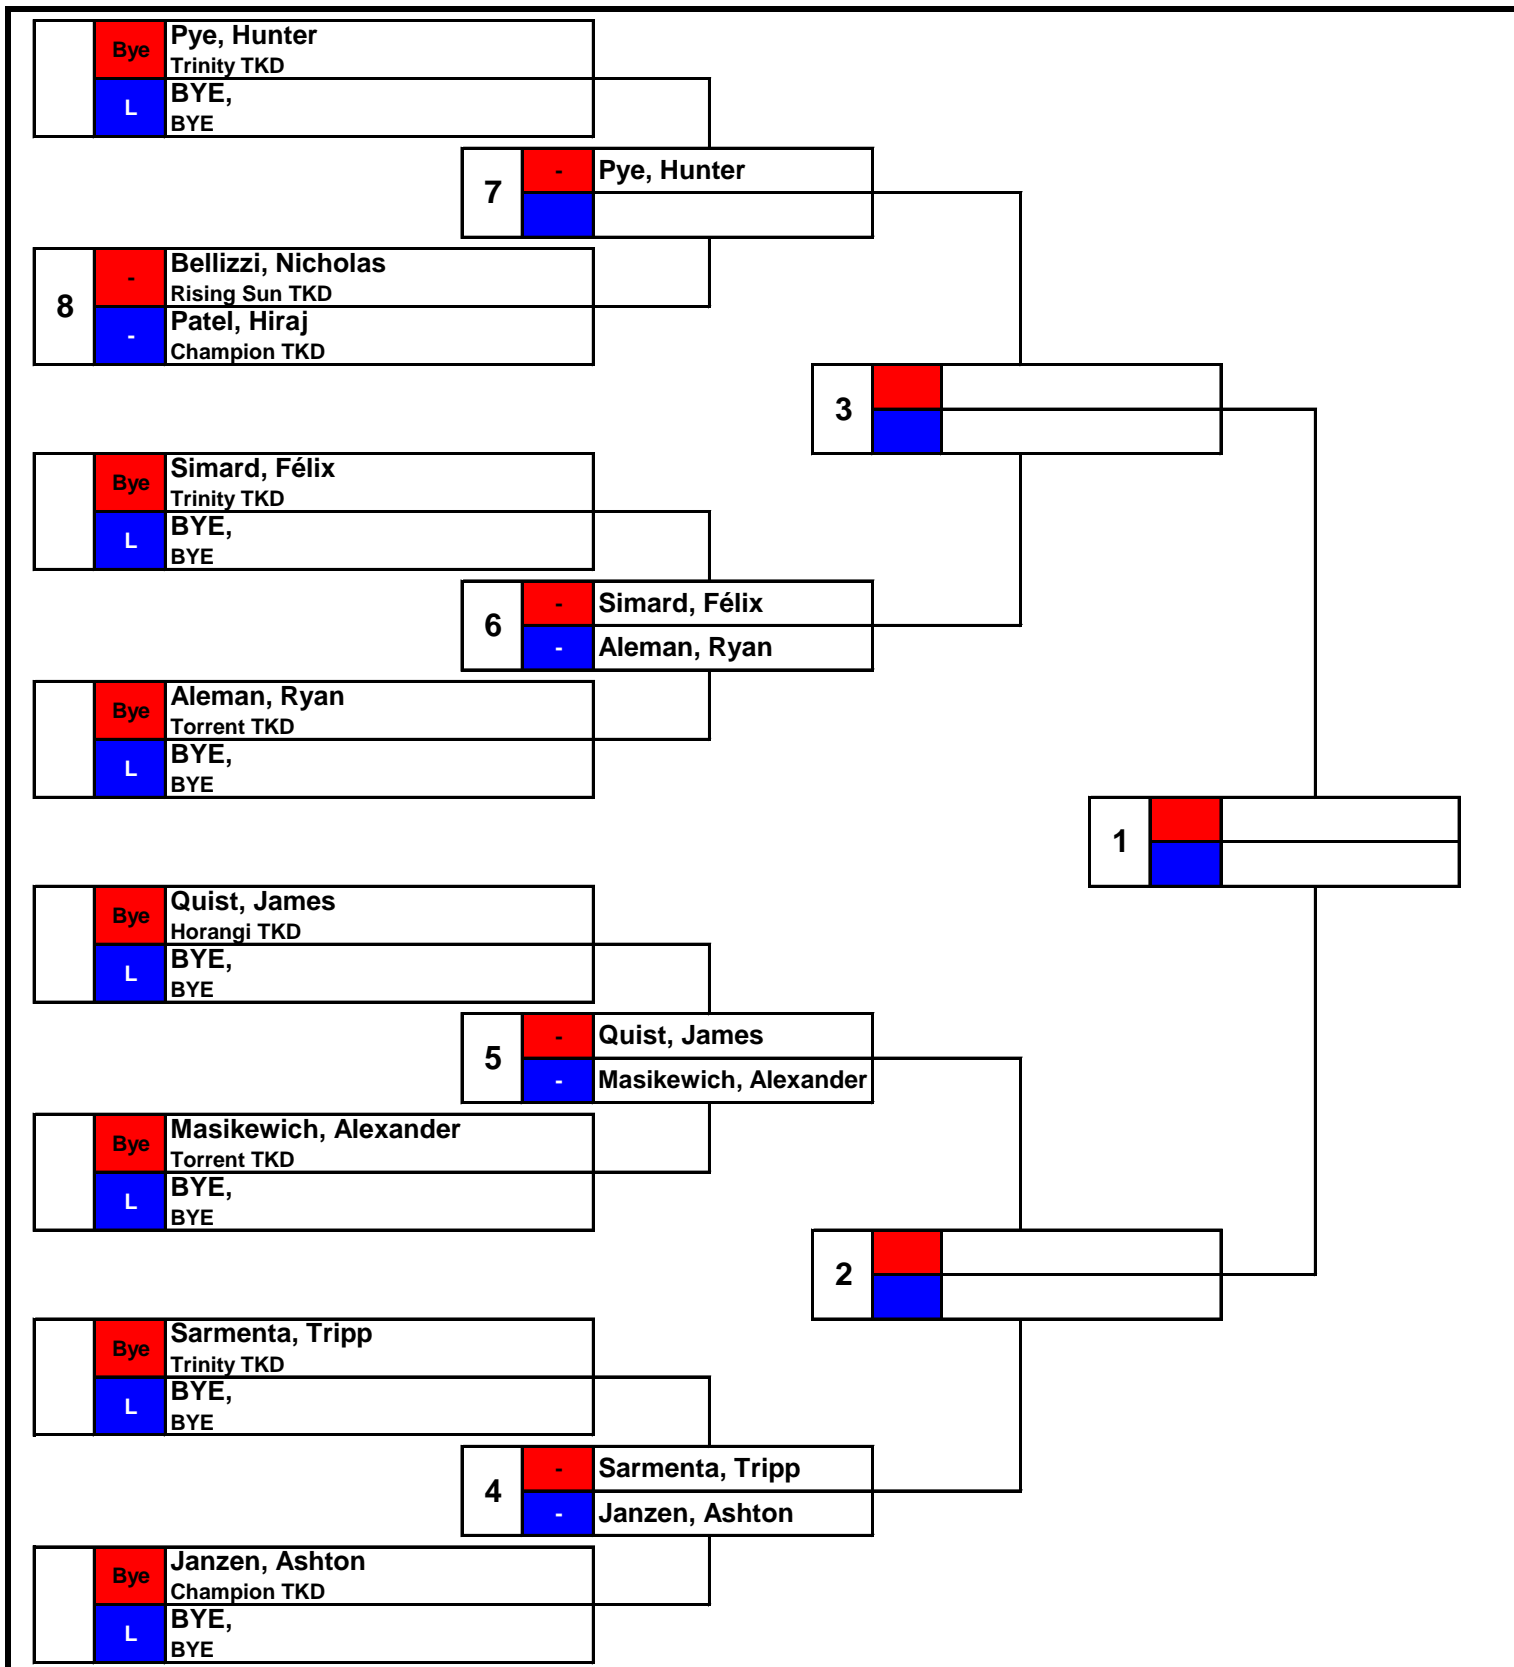 Bye
Pye, Hunter
Trinity TKD
L
BYE,
BYE
7
-
Pye, Hunter
8
-
Bellizzi, Nicholas
Rising Sun TKD
-
Patel, Hiraj
Champion TKD
3
Bye
Simard, Félix
Trinity TKD
L
BYE,
BYE
6
-
Simard, Félix
-
Aleman, Ryan
Bye
Aleman, Ryan
Torrent TKD
L
BYE,
BYE
1
Bye
Quist, James
Horangi TKD
L
BYE,
BYE
5
-
Quist, James
-
Masikewich, Alexander
Bye
Masikewich, Alexander
Torrent TKD
L
BYE,
BYE
2
Bye
Sarmenta, Tripp
Trinity TKD
L
BYE,
BYE
4
-
Sarmenta, Tripp
-
Janzen, Ashton
Bye
Janzen, Ashton
Champion TKD
L
BYE,
BYE